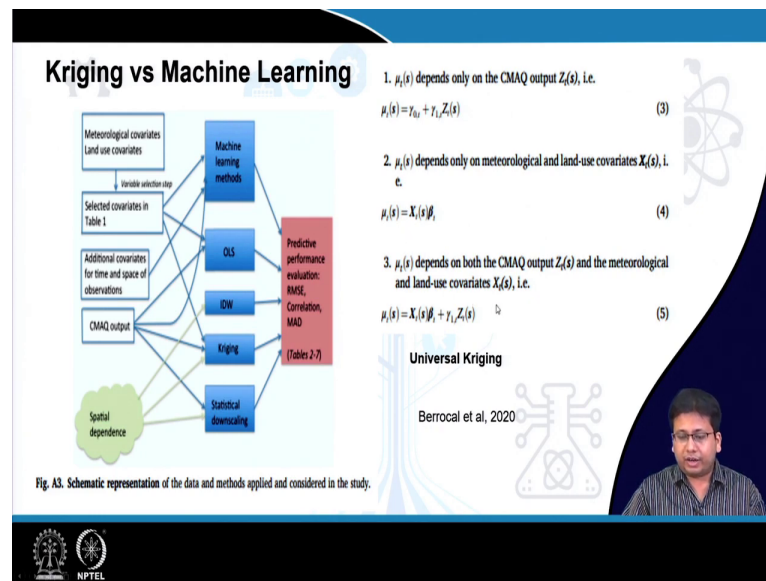 Kriging vs Machine Learning
Meteorological covariates
Land use covariates
Variable selection step
Selected covariates in
Table 1
Additional covariates
for time and space of
observations
CMAQ output
Spatial
dependence
Machine
learning
methods
OLS
IDW
Kriging
Statistical
downscaling
Predictive
performance
evaluation:
RMSE,
Correlation,
MAD
(Tables 2-7)
Fig. A3. Schematic representation of the data and methods applied and considered in the study.
1. μₜ(s) depends only on the CMAQ output Zₜ(s), i.e.
μₜ(s)=γ₀,ₜ + γ₁,ₜZₜ(s) (3)
2. μₜ(s) depends only on meteorological and land-use covariates Xₜ(s), i.
e.
μₜ(s)=Xₜ(s)βₜ (4)
3. μₜ(s) depends on both the CMAQ output Zₜ(s) and the meteorological
and land-use covariates Xₜ(s), i.e.
μₜ(s)=Xₜ(s)βₜ + γ₁,ₜZₜ(s) (5)
Universal Kriging
Berrocal et al, 2020
NPTEL